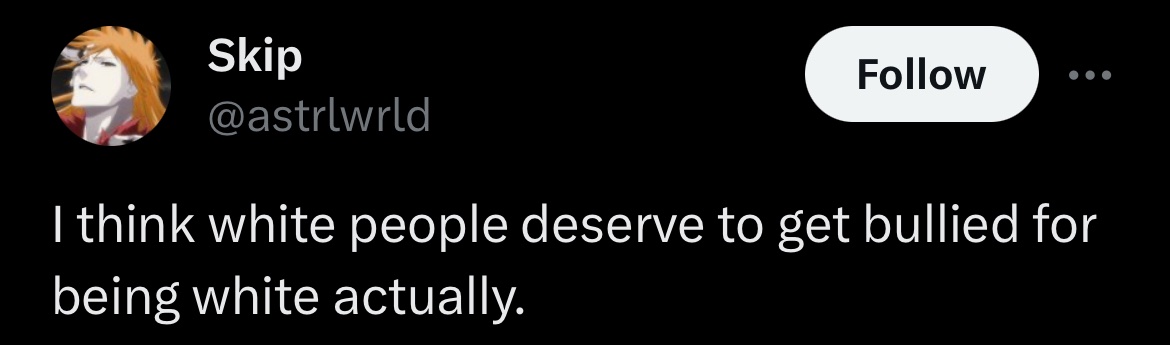 Skip
@astrlwrld
Follow
I think white people deserve to get bullied for
being white actually.